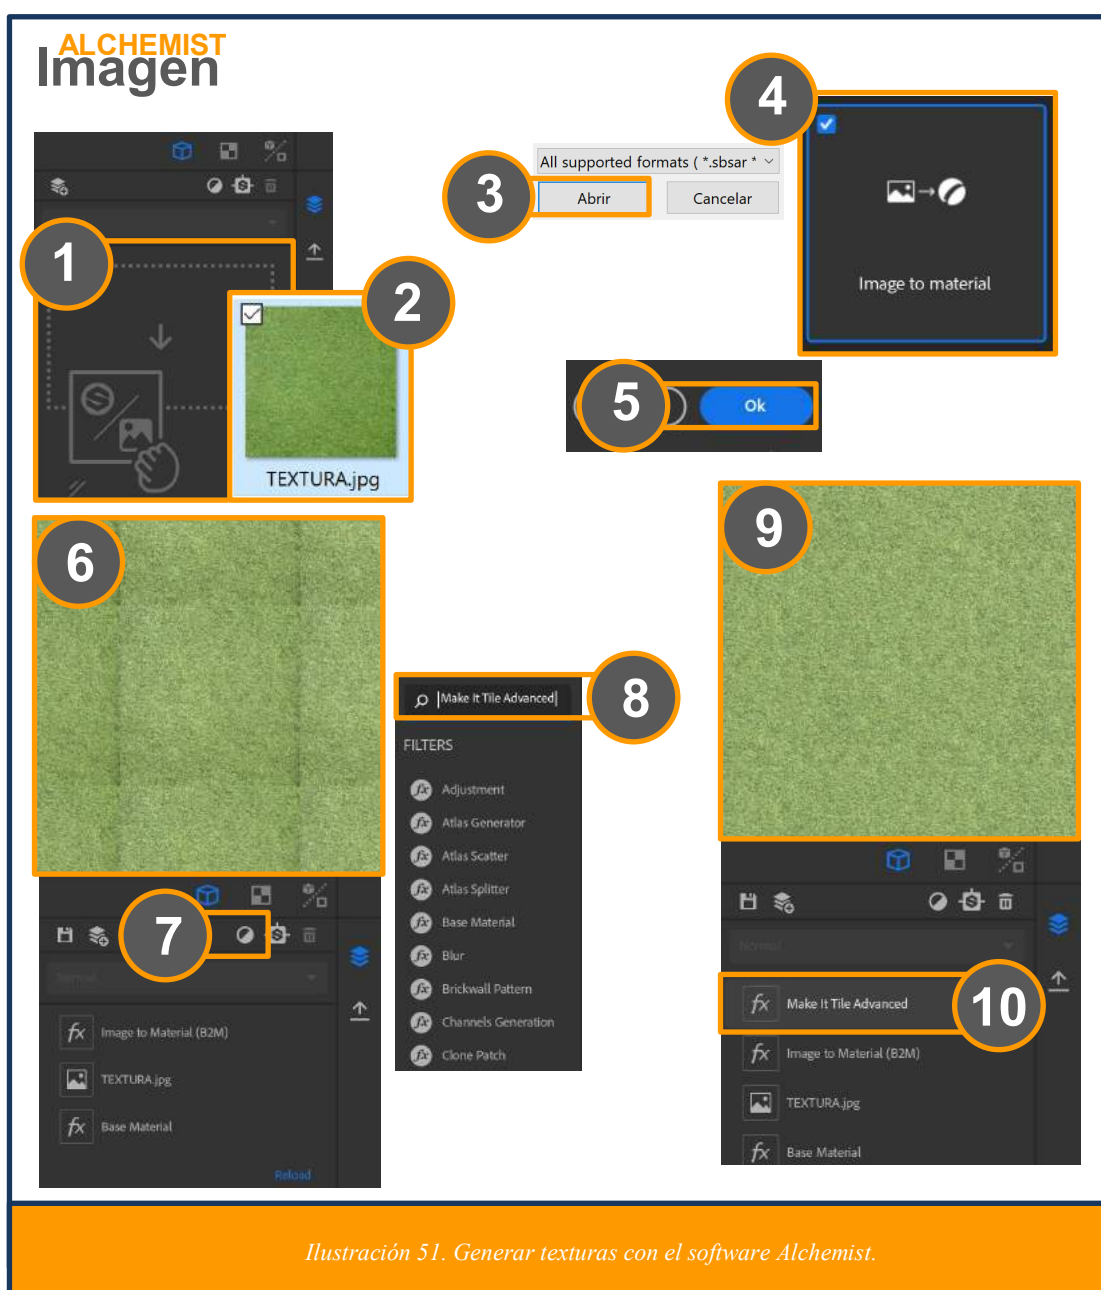 ALCHEMIST
Imagen
4
All supported formats ( *.sbsar *
3
Abrir
Cancelar
Image to material
1
2
TEXTURA.jpg
5
Ok
6
9
8
Make It Tile Advanced
FILTERS
Adjustment
Atlas Generator
Atlas Scatter
Atlas Splitter
Base Material
Blur
Brickwall Pattern
Channels Generation
Clone Patch
7
Normal
Image to Material (B2M)
TEXTURA.jpg
Base Material
Reload
Normal
Make It Tile Advanced
10
Image to Material (B2M)
TEXTURA.jpg
Base Material
Ilustración 51. Generar texturas con el software Alchemist.